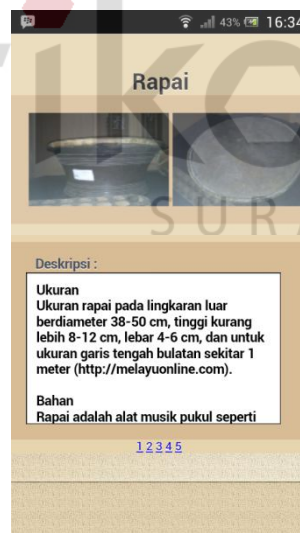 43% 16:34
Rapai
SURA
Deskripsi :
Ukuran
Ukuran rapai pada lingkaran luar
berdiameter 38-50 cm, tinggi kurang
lebih 8-12 cm, lebar 4-6 cm, dan untuk
ukuran garis tengah bulatan sekitar 1
meter (http://melayuonline.com).
Bahan
Rapai adalah alat musik pukul seperti
1 2 3 4 5